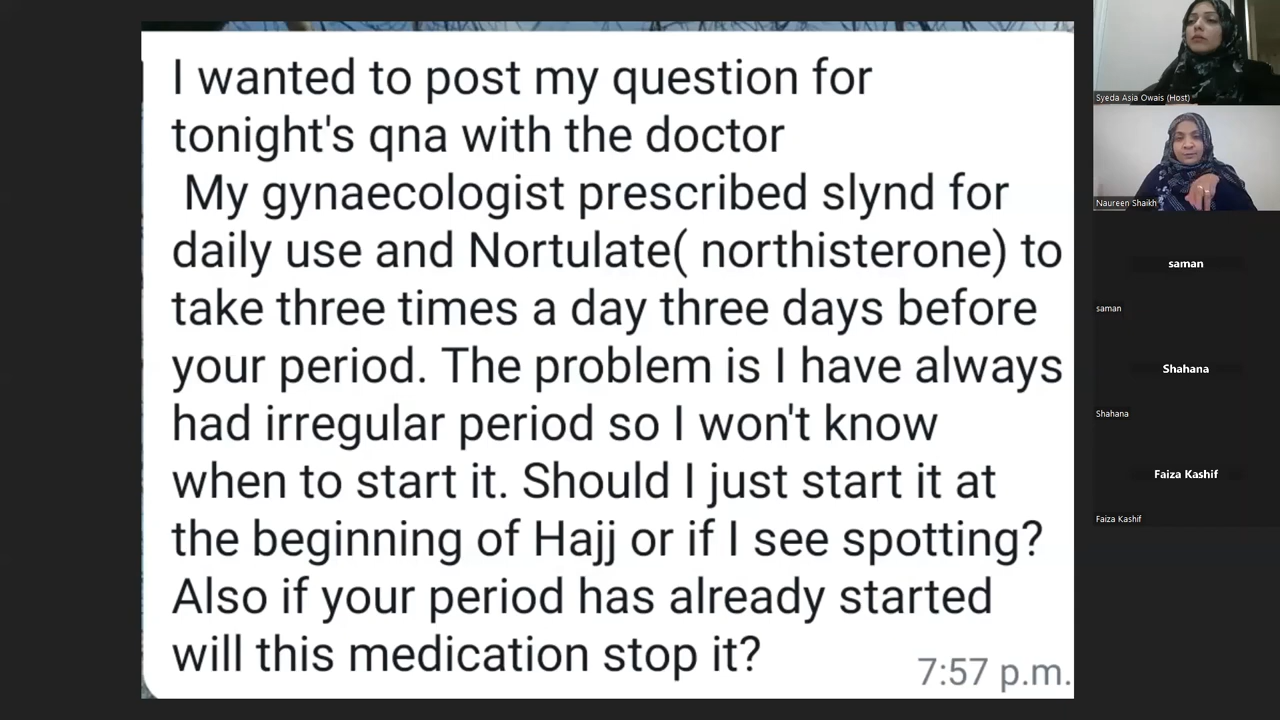 I wanted to post my question for
tonight's qna with the doctor
My gynaecologist prescribed slynd for
daily use and Nortulate( northisterone) to
take three times a day three days before
your period. The problem is I have always
had irregular period so I won't know
when to start it. Should I just start it at
the beginning of Hajj or if I see spotting?
Also if your period has already started
will this medication stop it?
7:57 p.m.
Syeda Asia Owais (Host)
Naureen Shaikh
saman
saman
Shahana
Shahana
Faiza Kashif
Faiza Kashif